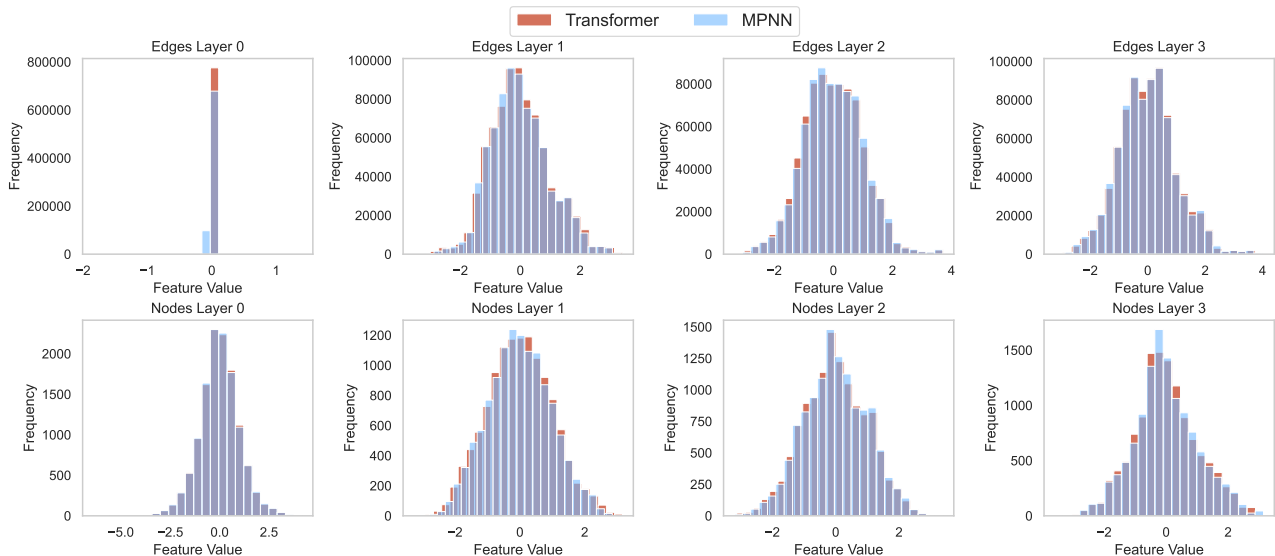 Transformer MPNN
Edges Layer 0
Frequency
800000
600000
400000
200000
0
−2 −1 0 1
Feature Value
Edges Layer 1
Frequency
100000
80000
60000
40000
20000
0
−2 0 2
Feature Value
Edges Layer 2
Frequency
80000
60000
40000
20000
0
−2 0 2 4
Feature Value
Edges Layer 3
Frequency
100000
80000
60000
40000
20000
0
−2 0 2 4
Feature Value
Nodes Layer 0
Frequency
2000
1500
1000
500
0
−5.0 −2.5 0.0 2.5
Feature Value
Nodes Layer 1
Frequency
1200
1000
800
600
400
200
0
−2 0 2
Feature Value
Nodes Layer 2
Frequency
1500
1250
1000
750
500
250
0
−2 0 2
Feature Value
Nodes Layer 3
Frequency
1500
1000
500
0
−2 0 2
Feature Value